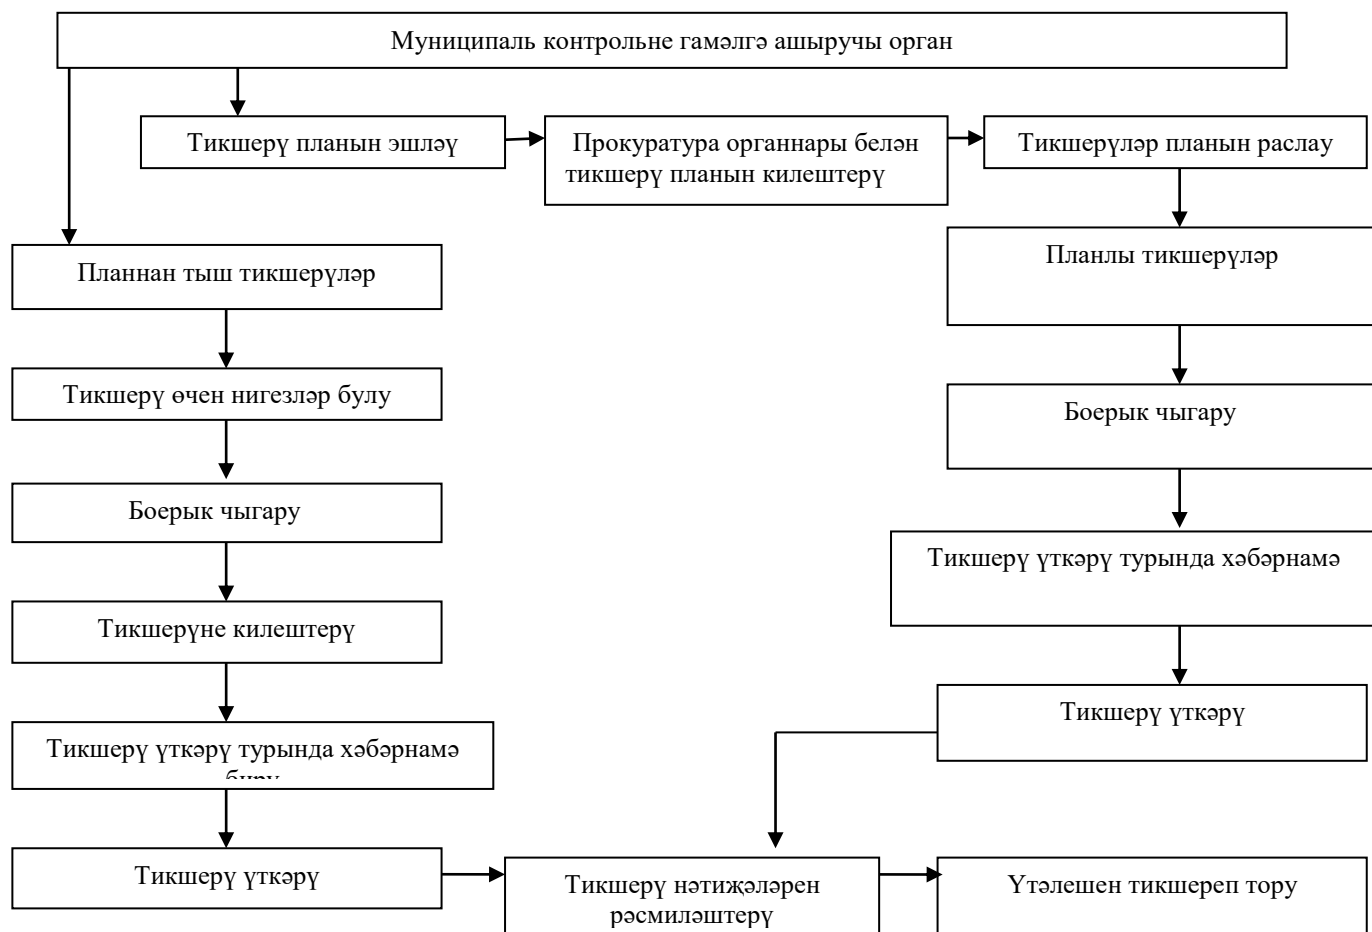 Муниципаль контрольне гамәлгә ашыручы орган
Тикшерү планын эшләү
Прокуратура органнары белән
тикшерү планын килештерү
Тикшерүләр планын раслау
Планнан тыш тикшерүләр
Планлы тикшерүләр
Тикшерү өчен нигезләр булу
Боерык чыгару
Боерык чыгару
Тикшерү үткәрү турында хәбәрнамә
Тикшерүне килештерү
Тикшерү үткәрү
Тикшерү үткәрү турында хәбәрнамә
Тикшерү үткәрү
Тикшерү нәтиҗәләрен
рәсмиләштерү
Үтәлешен тикшереп тору